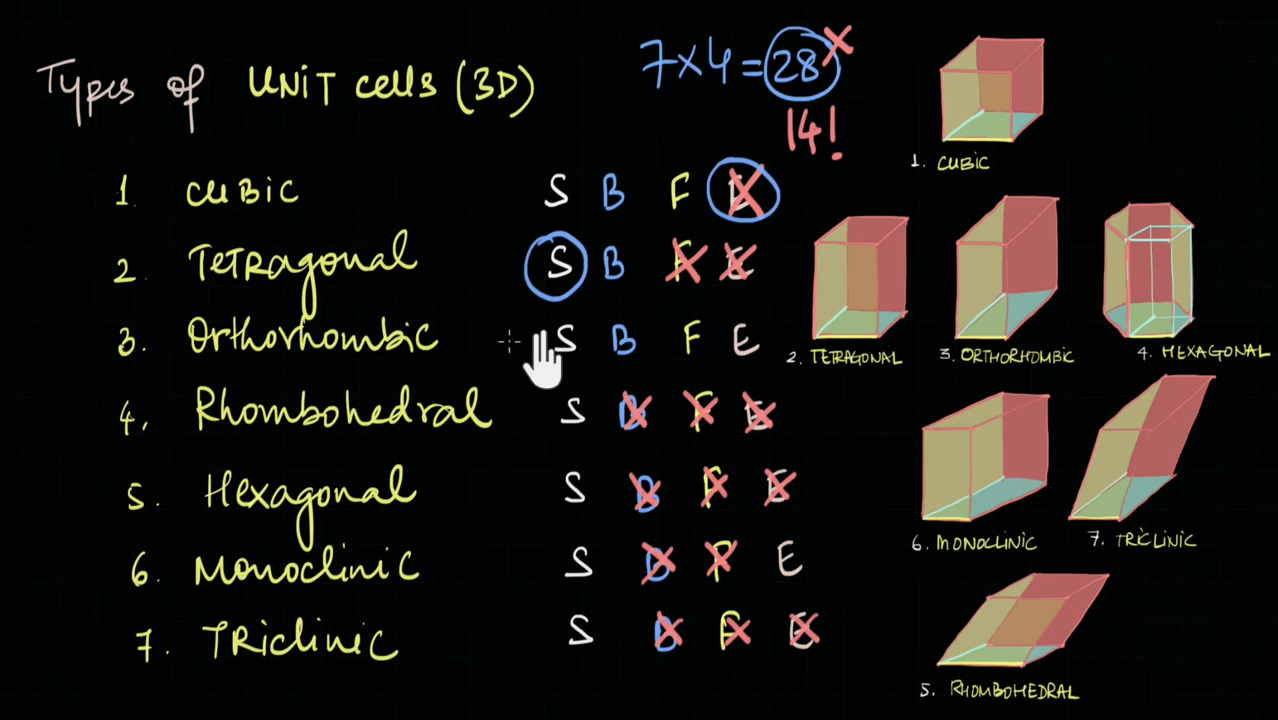 Types of UNIT cells (3D)
7×4=28
14!
1. CUBIC S B F E
2. Tetragonal S B F E
3. Orthorhombic S B F E
4. Rhombohedral S B F E
5. Hexagonal S B F E
6. Monoclinic S B F E
7. Triclinic S B F E
1. CUBIC
2. TETRAGONAL
3. ORTHORHOMBIC
4. HEXAGONAL
6. MONOCLINIC
7. TRICLINIC
5. RHOMBOHEDRAL